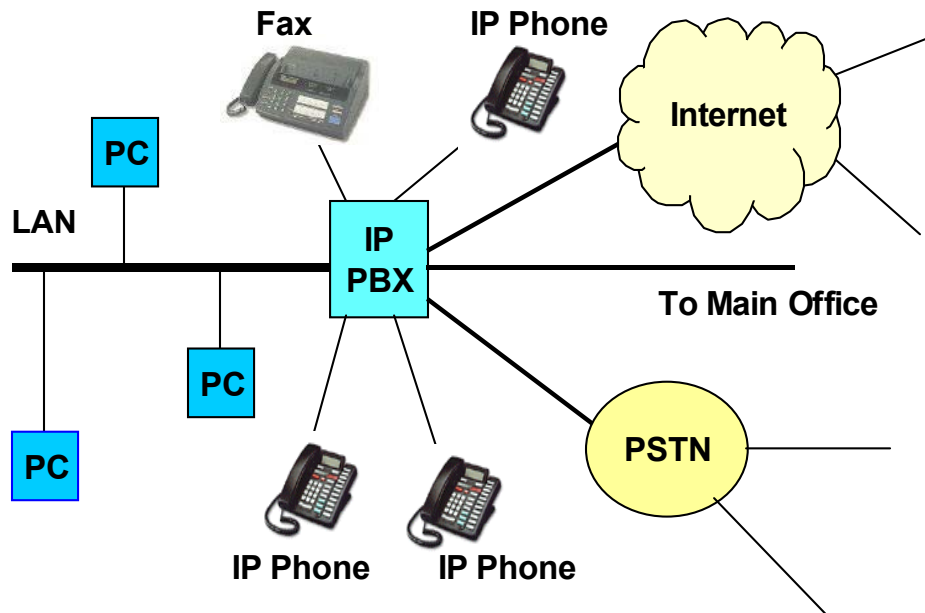 Fax
IP Phone
Internet
PC
LAN
IP
PBX
To Main Office
PC
PC
PSTN
IP Phone
IP Phone